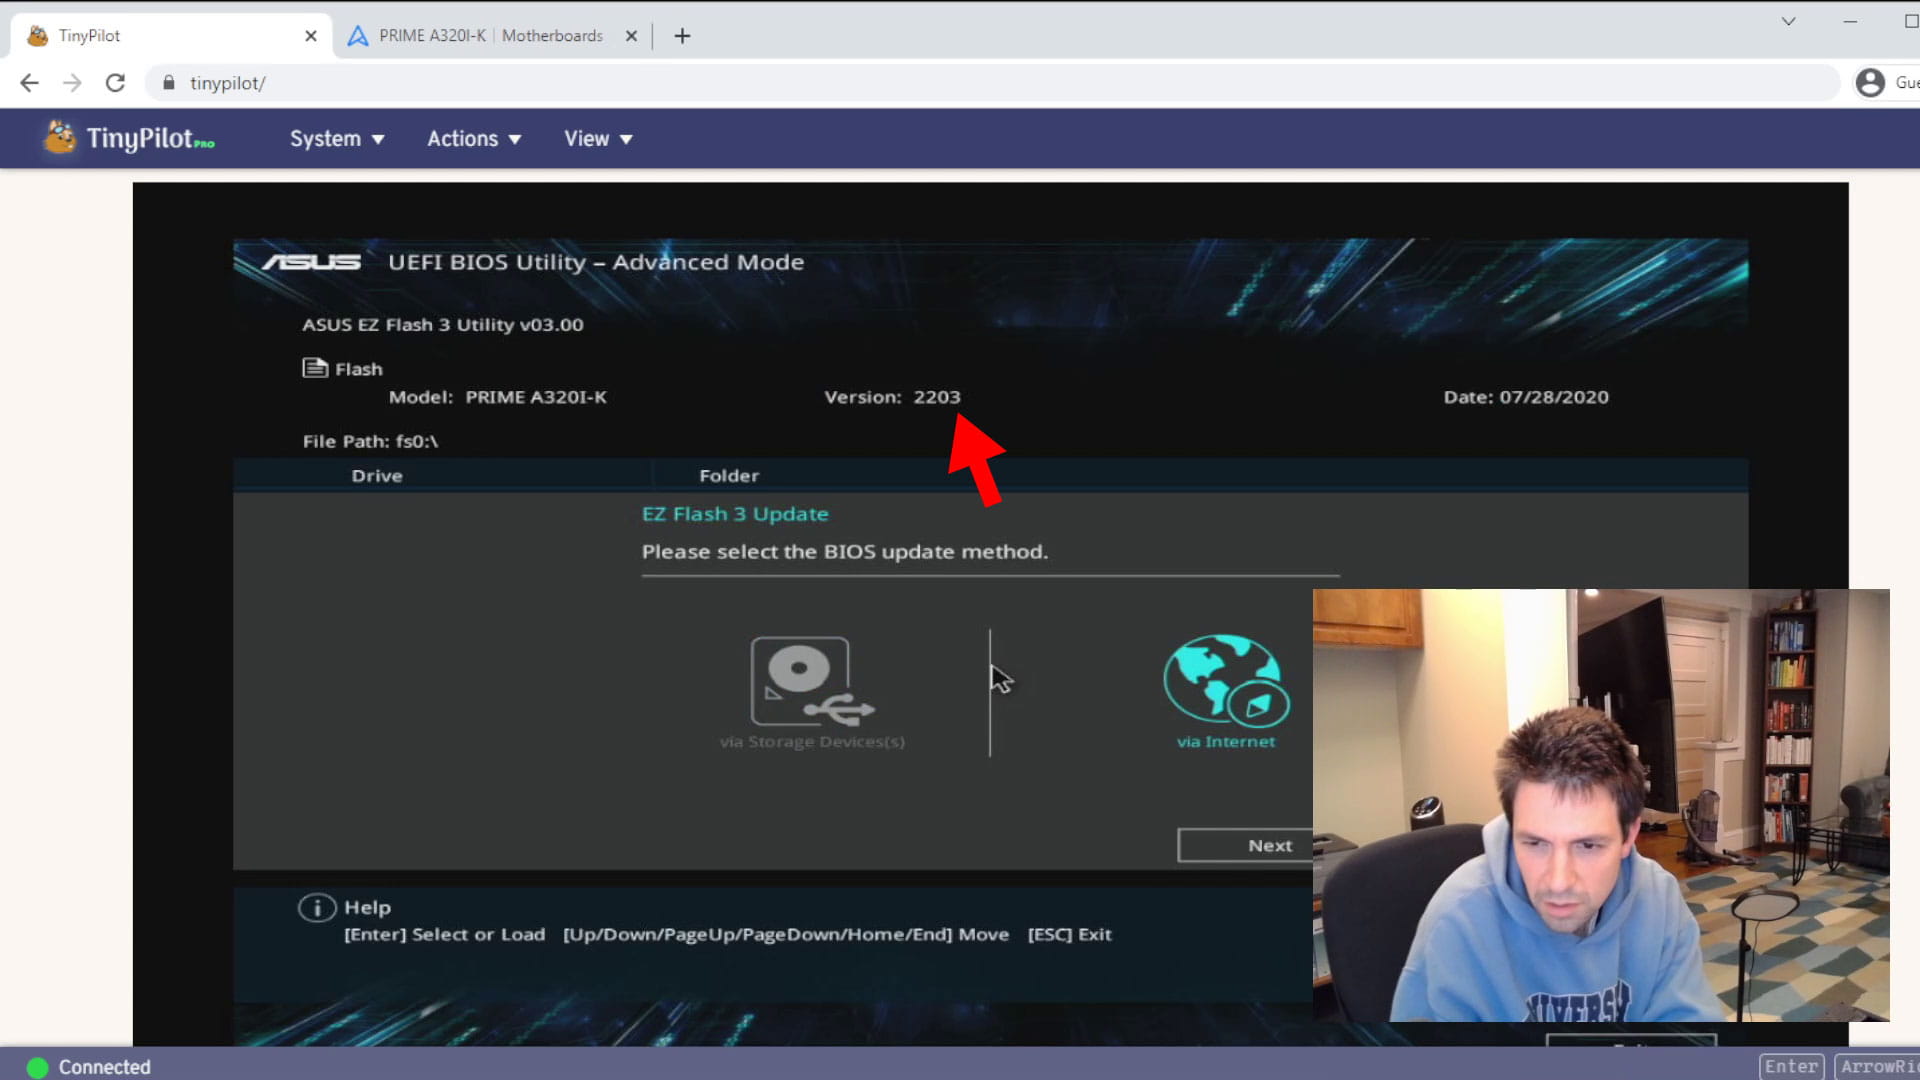 TinyPilot
PRIME A320I-K | Motherboards
tinypilot/
TinyPilot PRO
System
Actions
View
ASUS
UEFI BIOS Utility – Advanced Mode
ASUS EZ Flash 3 Utility v03.00
Flash
Model: PRIME A320I-K
Version: 2203
Date: 07/28/2020
File Path: fs0:\
Drive
Folder
EZ Flash 3 Update
Please select the BIOS update method.
via Storage Devices(s)
via Internet
Next
Help
[Enter] Select or Load [Up/Down/PageUp/PageDown/Home/End] Move [ESC] Exit
Connected
Enter